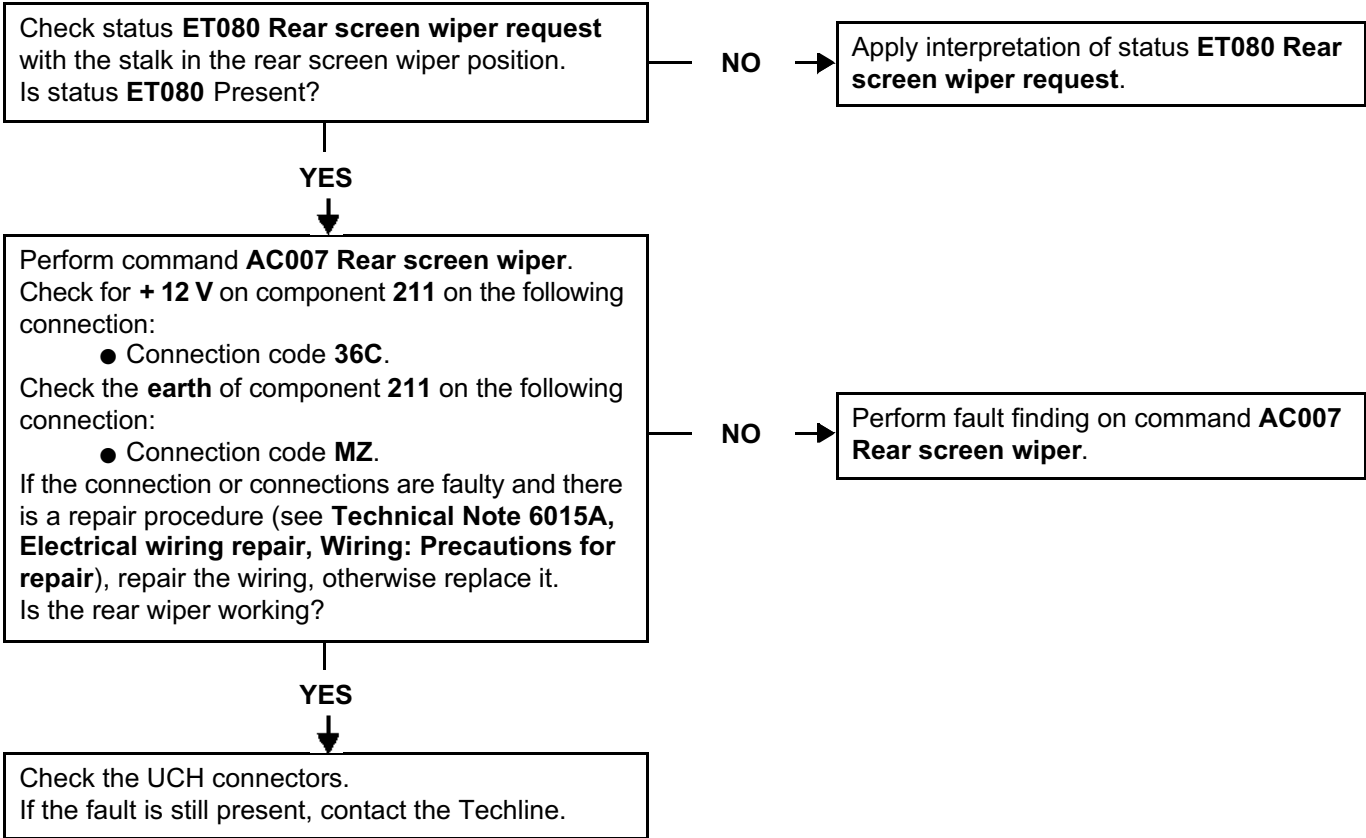 Check status ET080 Rear screen wiper request
with the stalk in the rear screen wiper position.
Is status ET080 Present?
NO
Apply interpretation of status ET080 Rear
screen wiper request.
YES
Perform command AC007 Rear screen wiper.
Check for + 12 V on component 211 on the following
connection:
● Connection code 36C.
Check the earth of component 211 on the following
connection:
● Connection code MZ.
If the connection or connections are faulty and there
is a repair procedure (see Technical Note 6015A,
Electrical wiring repair, Wiring: Precautions for
repair), repair the wiring, otherwise replace it.
Is the rear wiper working?
NO
Perform fault finding on command AC007
Rear screen wiper.
YES
Check the UCH connectors.
If the fault is still present, contact the Techline.